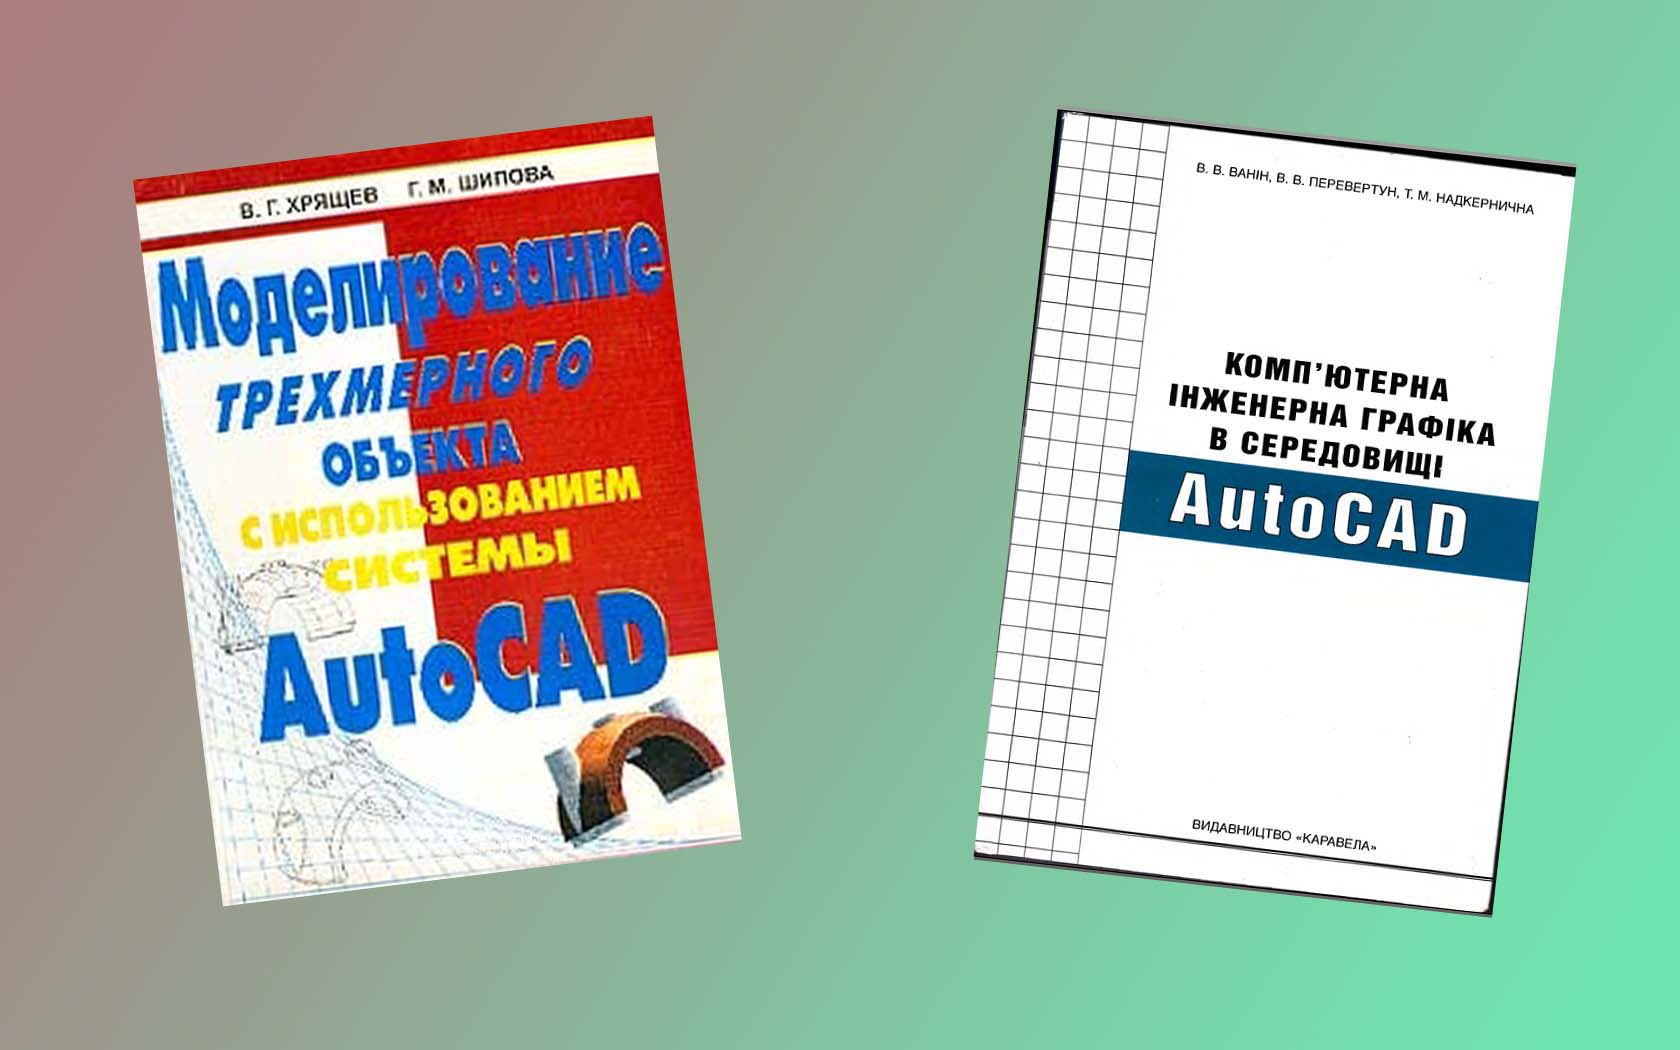 В. Г. ХРЯЩЕВ Г. М. ШИПОВА
Моделирование
ТРЕХМЕРНОГО
ОБЪЕКТА
С ИСПОЛЬЗОВАНИЕМ
СИСТЕМЫ
AutoCAD
В. В. ВАНІН, В. В. ПЕРЕВЕРТУН, Т. М. НАДКЕРНИЧНА
КОМП’ЮТЕРНА
ІНЖЕНЕРНА ГРАФІКА
В СЕРЕДОВИЩІ
AutoCAD
ВИДАВНИЦТВО «КАРАВЕЛА»